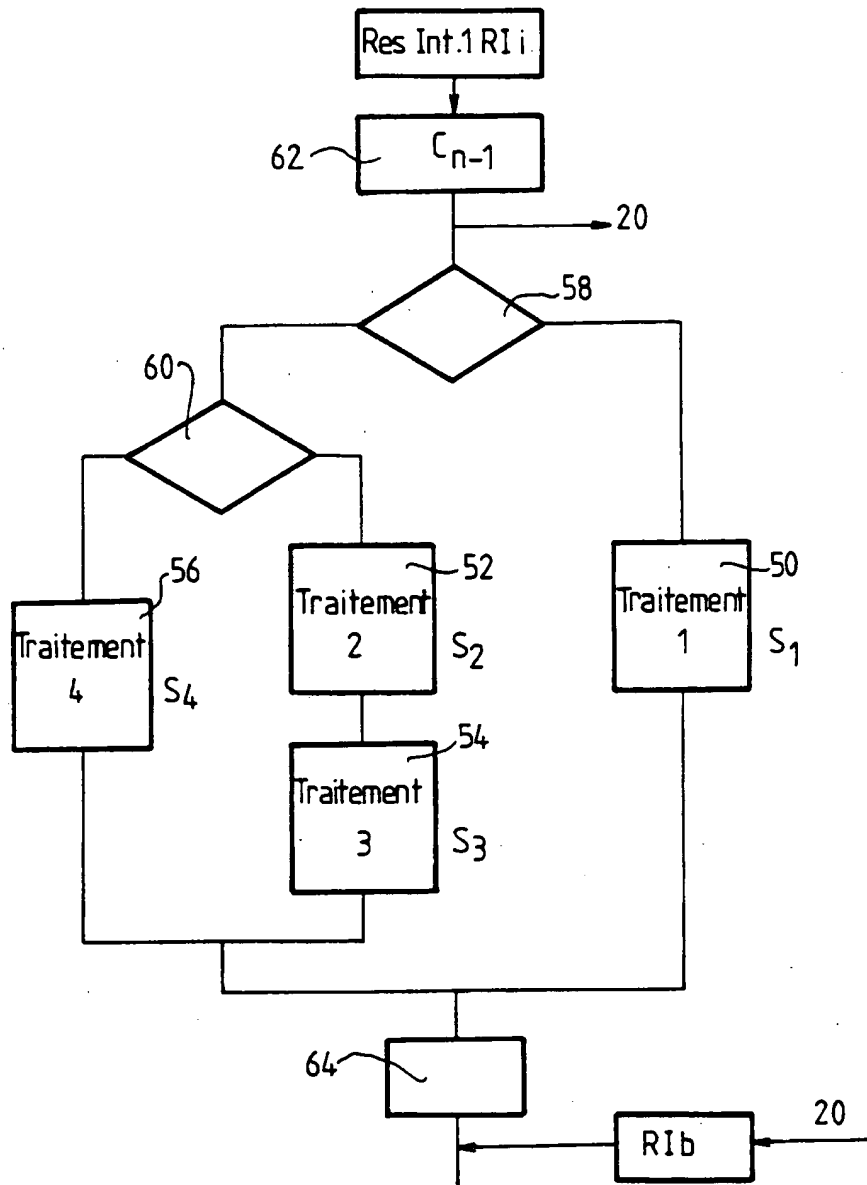 Res Int.1 RI i
62
C n-1
20
58
60
56
52
50
Traitement
4
S4
Traitement
2
S2
Traitement
1
S1
54
Traitement
3
S3
64
RIb
20